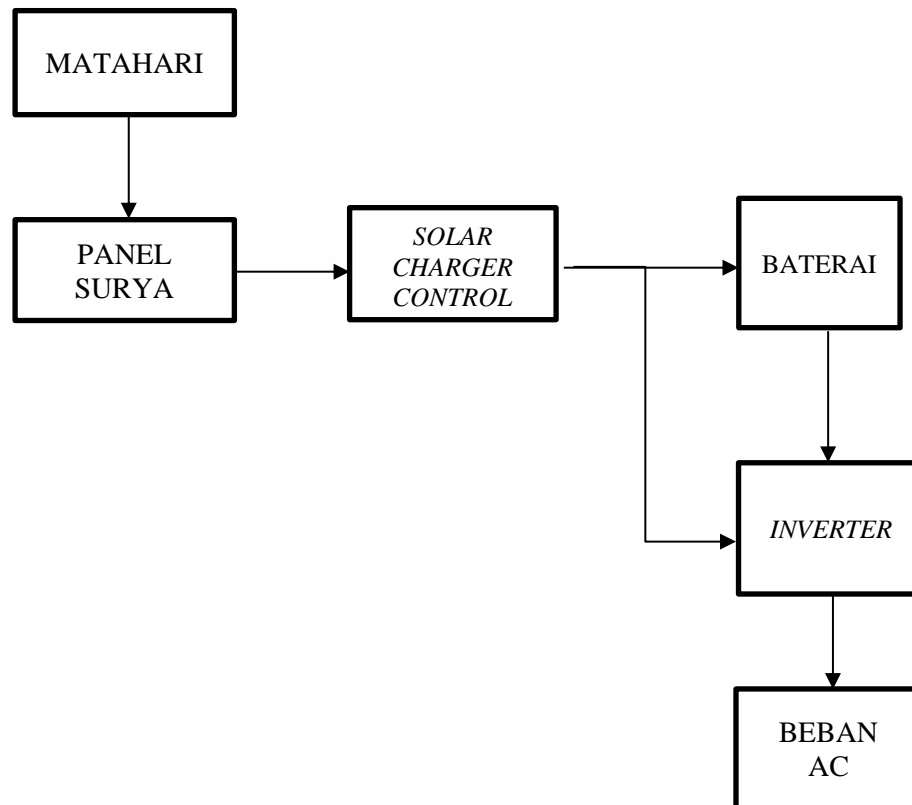 MATAHARI
PANEL
SURYA
SOLAR
CHARGER
CONTROL
BATERAI
INVERTER
BEBAN
AC